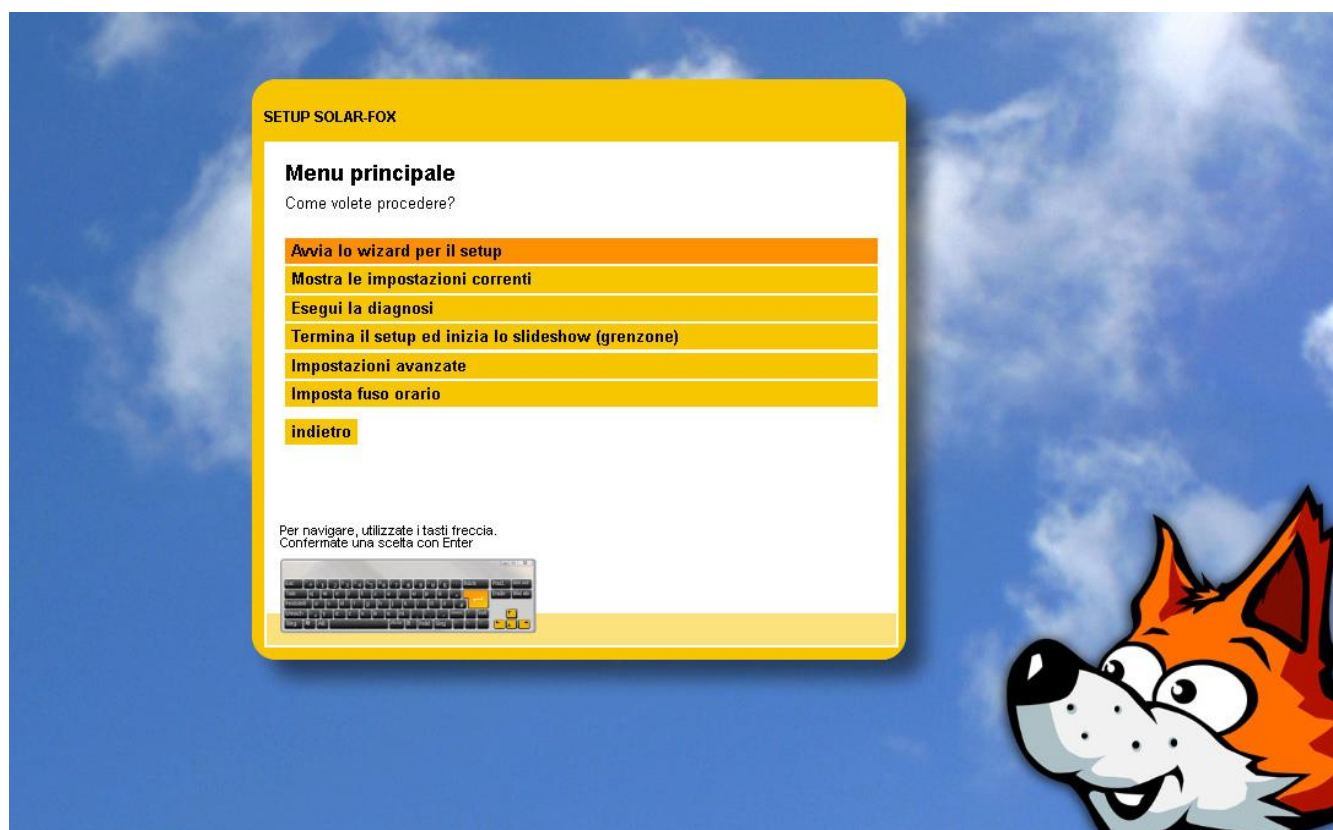 SETUP SOLAR-FOX
Menu principale
Come volete procedere?
Avvia lo wizard per il setup
Mostra le impostazioni correnti
Esegui la diagnosi
Termina il setup ed inizia lo slideshow (grenzone)
Impostazioni avanzate
Imposta fuso orario
indietro
Per navigare, utilizzate i tasti freccia.
Confermate una scelta con Enter